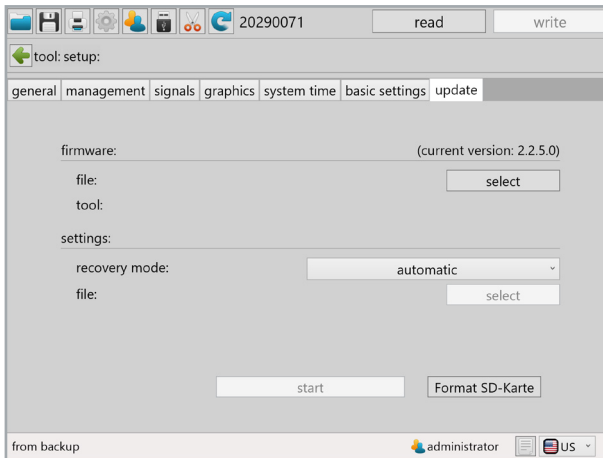 20290071 read write
tool: setup:
general management signals graphics system time basic settings update
firmware: (current version: 2.2.5.0)
file: select
tool:
settings:
recovery mode: automatic
file: select
start Format SD-Karte
from backup administrator US